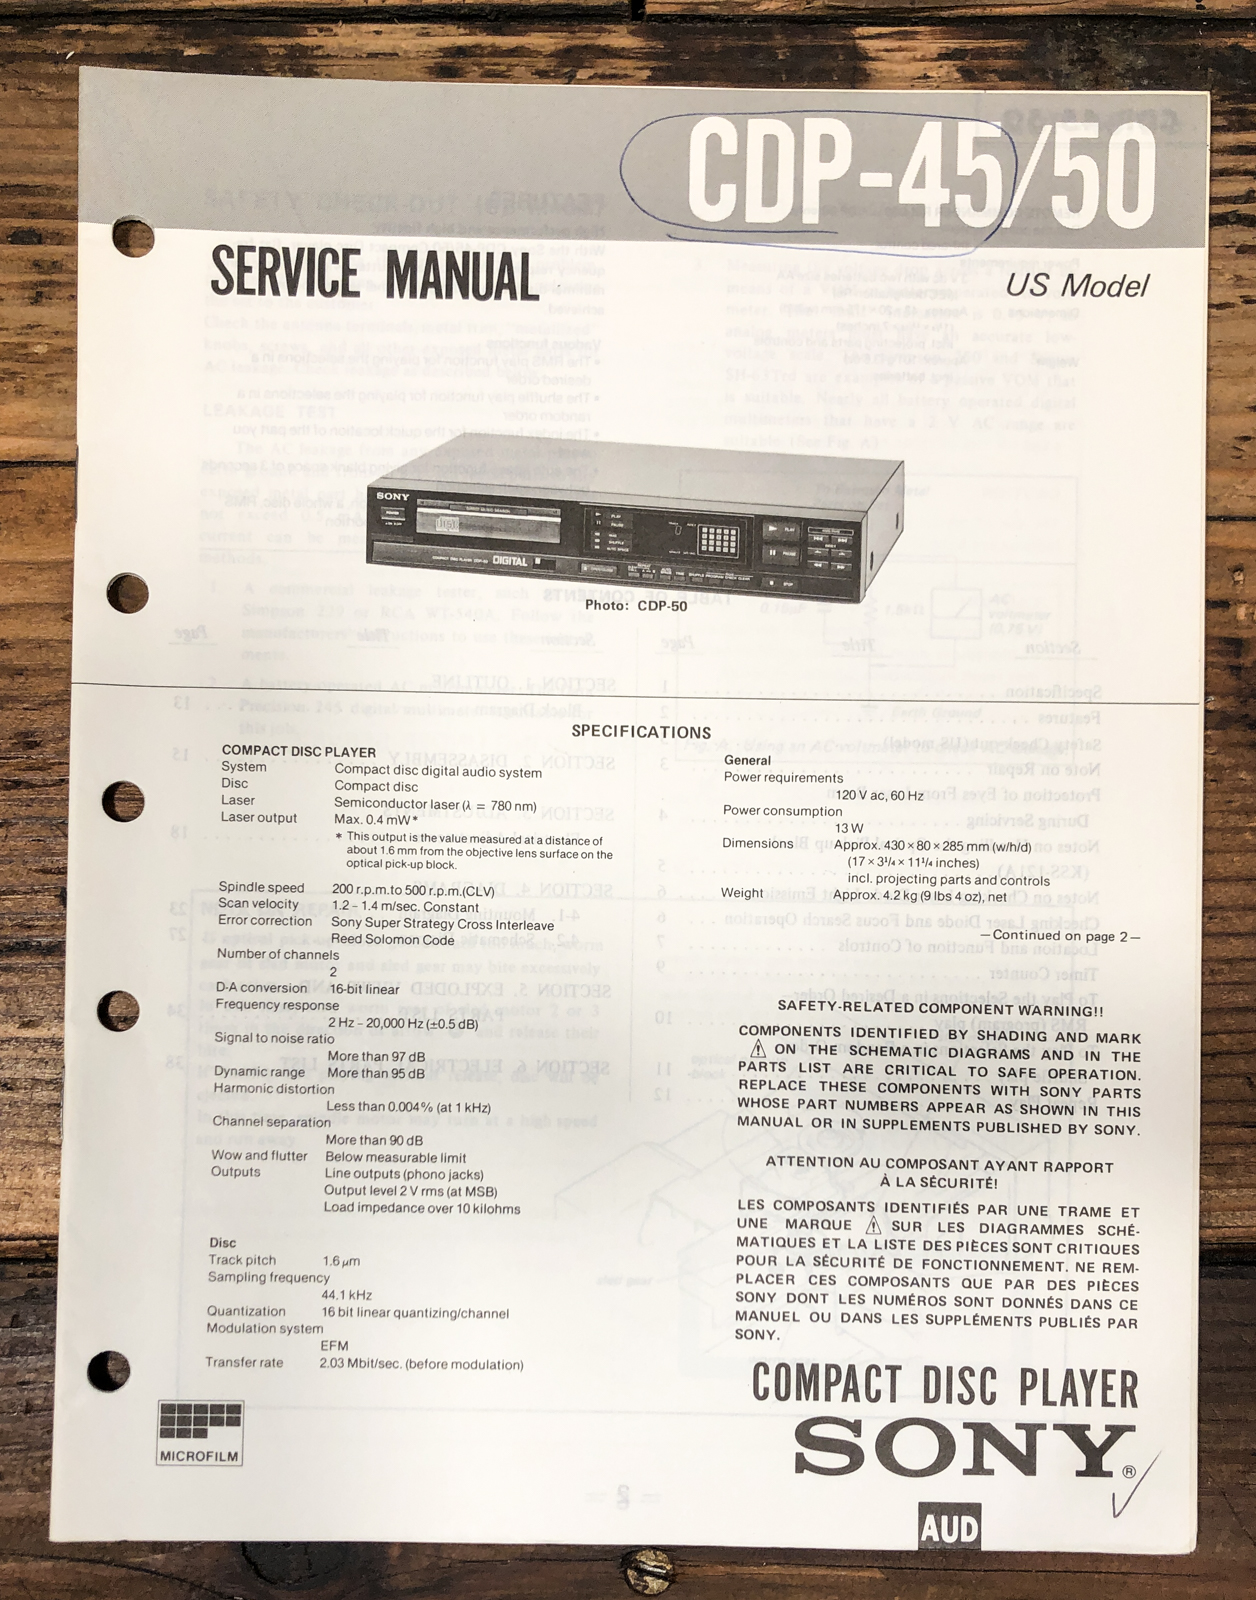 CDP-45/50
SERVICE MANUAL
US Model
SONY
DIGITAL
Photo: CDP-50
SPECIFICATIONS
COMPACT DISC PLAYER
System Compact disc digital audio system
Disc Compact disc
Laser Semiconductor laser (λ = 780 nm)
Laser output Max. 0.4 mW*
* This output is the value measured at a distance of
about 1.6 mm from the objective lens surface on the
optical pick-up block.
Spindle speed 200 r.p.m. to 500 r.p.m. (CLV)
Scan velocity 1.2 – 1.4 m/sec. Constant
Error correction Sony Super Strategy Cross Interleave
Reed Solomon Code
Number of channels
2
D-A conversion 16-bit linear
Frequency response
2 Hz – 20,000 Hz (±0.5 dB)
Signal to noise ratio
More than 97 dB
Dynamic range More than 95 dB
Harmonic distortion
Less than 0.004% (at 1 kHz)
Channel separation
More than 90 dB
Wow and flutter Below measurable limit
Outputs Line outputs (phono jacks)
Output level 2 V rms (at MSB)
Load impedance over 10 kilohms
Disc
Track pitch 1.6 μm
Sampling frequency
44.1 kHz
Quantization 16 bit linear quantizing/channel
Modulation system
EFM
Transfer rate 2.03 Mbit/sec. (before modulation)
MICROFILM
General
Power requirements
120 V ac, 60 Hz
Power consumption
13 W
Dimensions Approx. 430 × 80 × 285 mm (w/h/d)
(17 × 3 1/4 × 11 1/4 inches)
incl. projecting parts and controls
Weight Approx. 4.2 kg (9 lbs 4 oz), net
—Continued on page 2—
SAFETY-RELATED COMPONENT WARNING!!
COMPONENTS IDENTIFIED BY SHADING AND MARK
⚠ ON THE SCHEMATIC DIAGRAMS AND IN THE
PARTS LIST ARE CRITICAL TO SAFE OPERATION.
REPLACE THESE COMPONENTS WITH SONY PARTS
WHOSE PART NUMBERS APPEAR AS SHOWN IN THIS
MANUAL OR IN SUPPLEMENTS PUBLISHED BY SONY.
ATTENTION AU COMPOSANT AYANT RAPPORT
À LA SÉCURITÉ!
LES COMPOSANTS IDENTIFIÉS PAR UNE TRAME ET
UNE MARQUE ⚠ SUR LES DIAGRAMMES SCHÉ-
MATIQUES ET LA LISTE DES PIÈCES SONT CRITIQUES
POUR LA SÉCURITÉ DE FONCTIONNEMENT. NE REM-
PLACER CES COMPOSANTS QUE PAR DES PIÈCES
SONY DONT LES NUMÉROS SONT DONNÉS DANS CE
MANUEL OU DANS LES SUPPLÉMENTS PUBLIÉS PAR
SONY.
COMPACT DISC PLAYER
SONY®
AUD